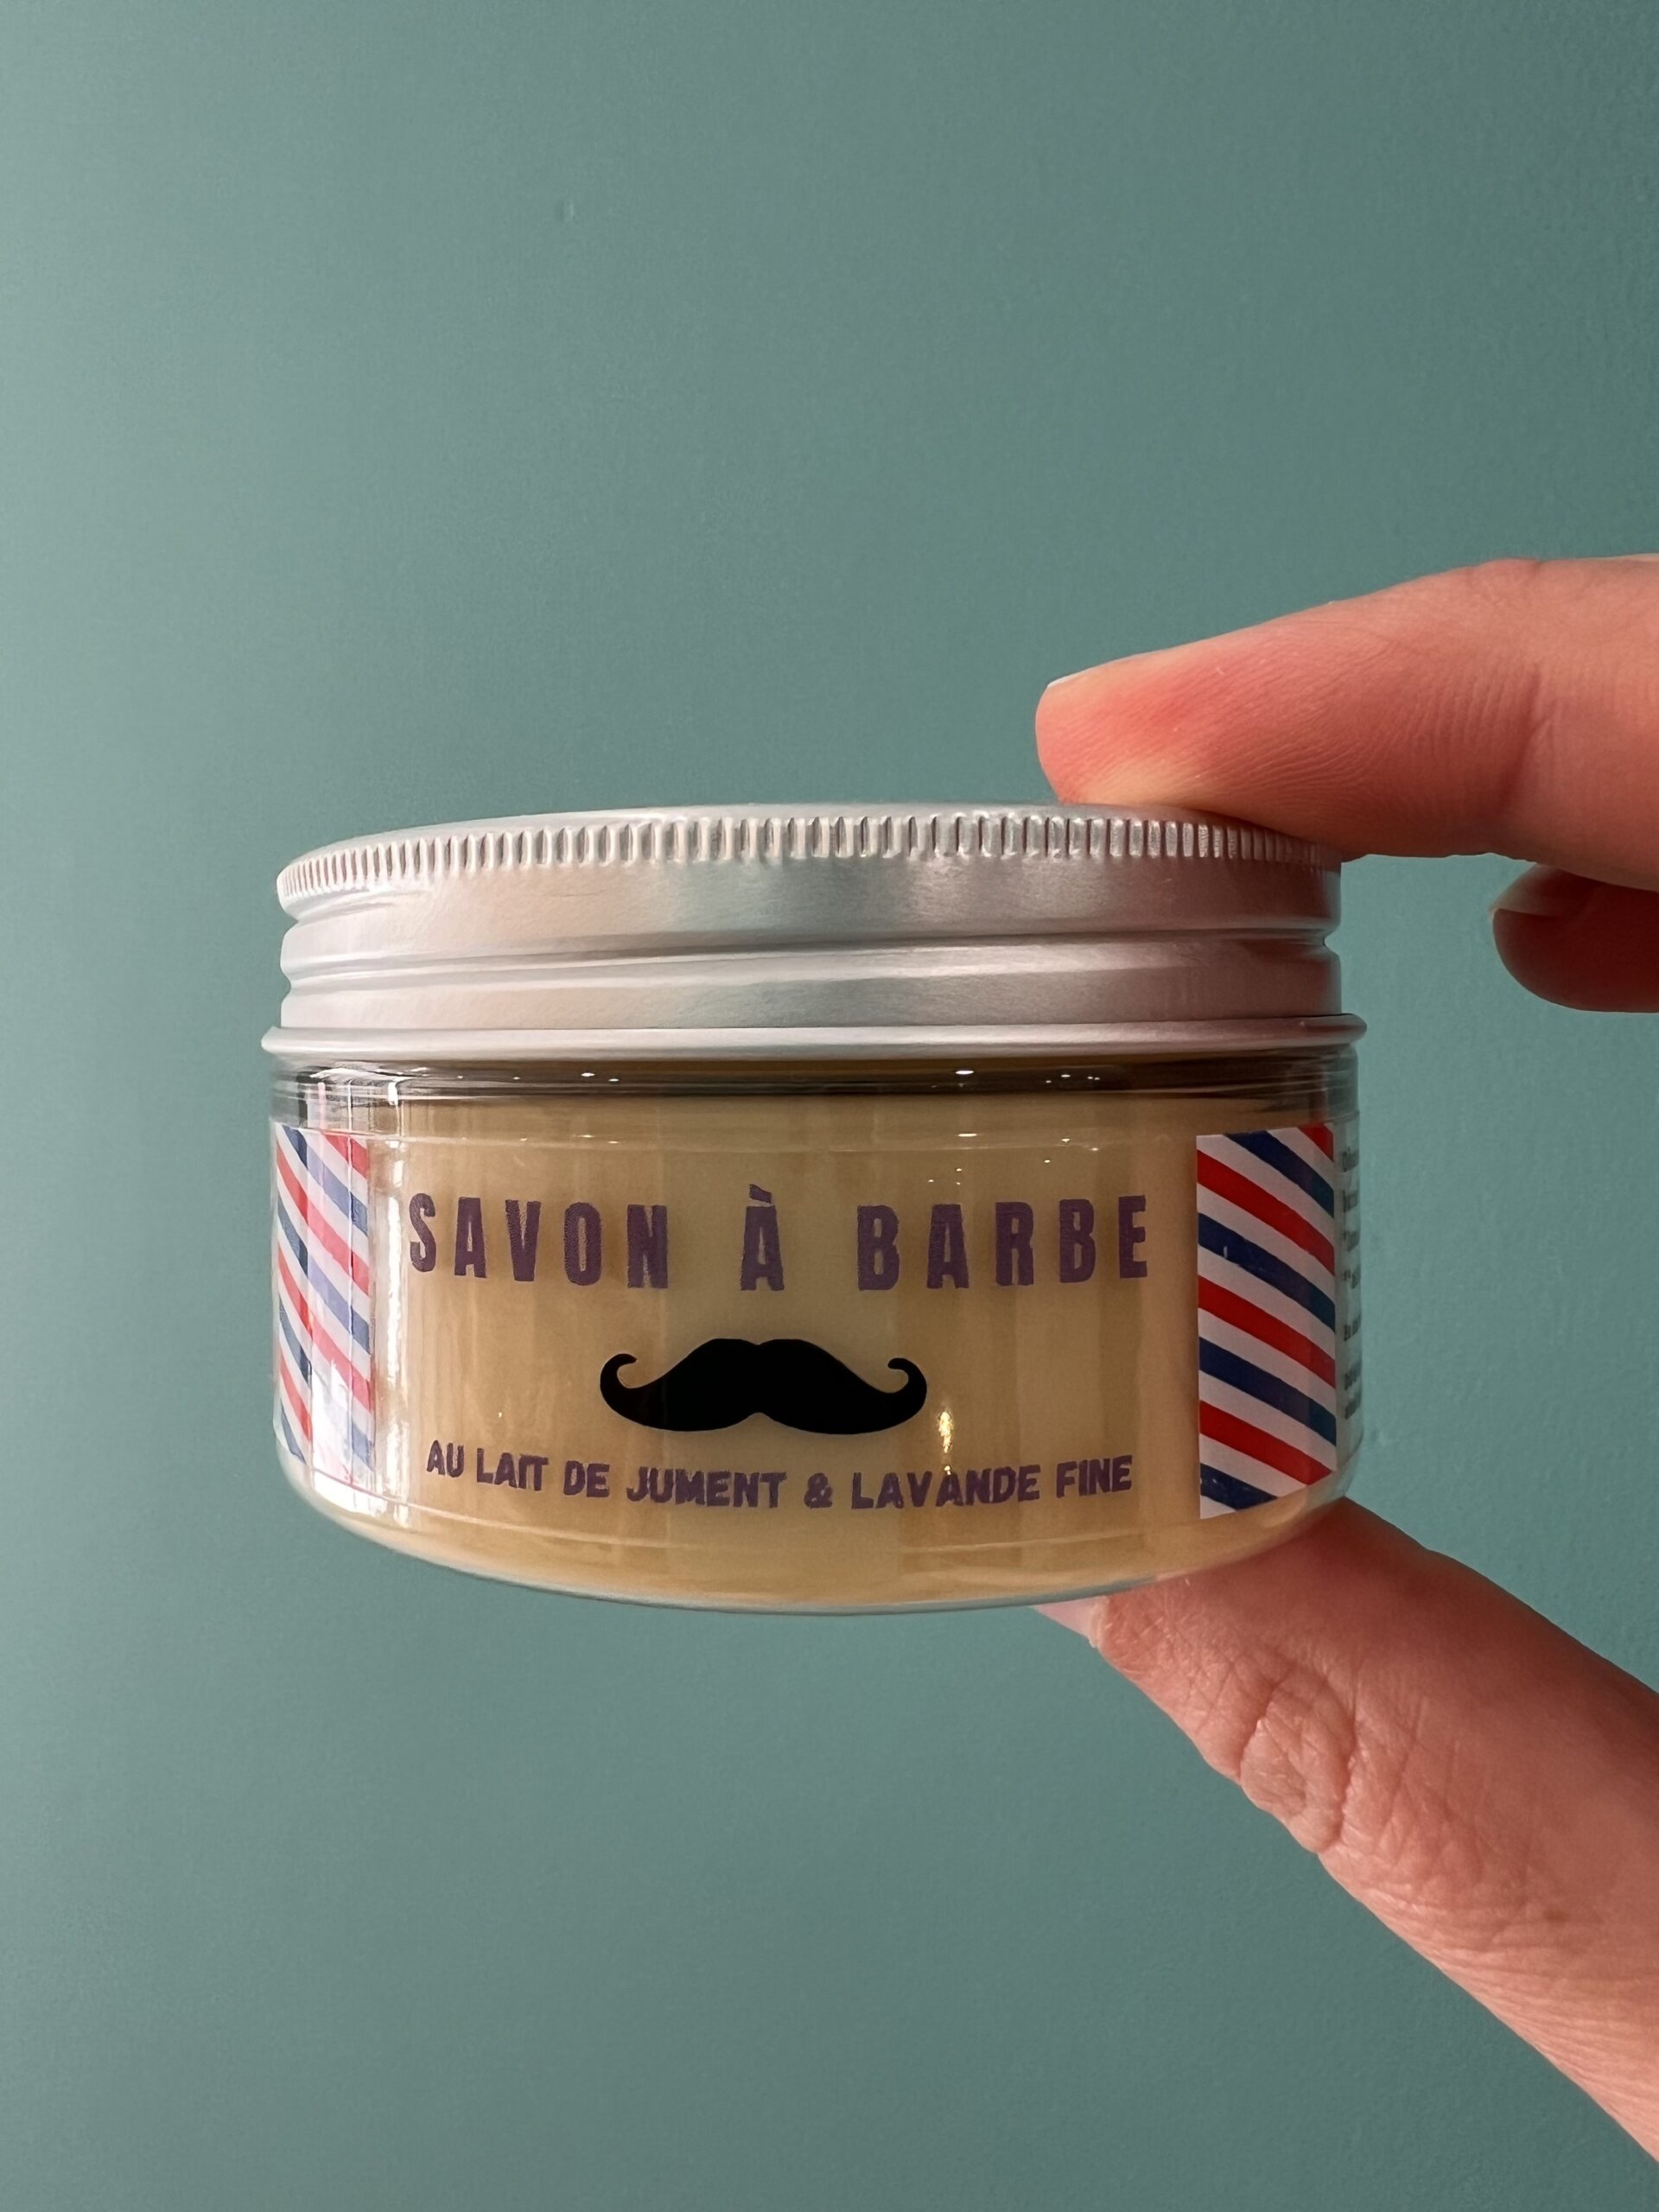 SAVON À BARBE
AU LAIT DE JUMENT & LAVANDE FINE